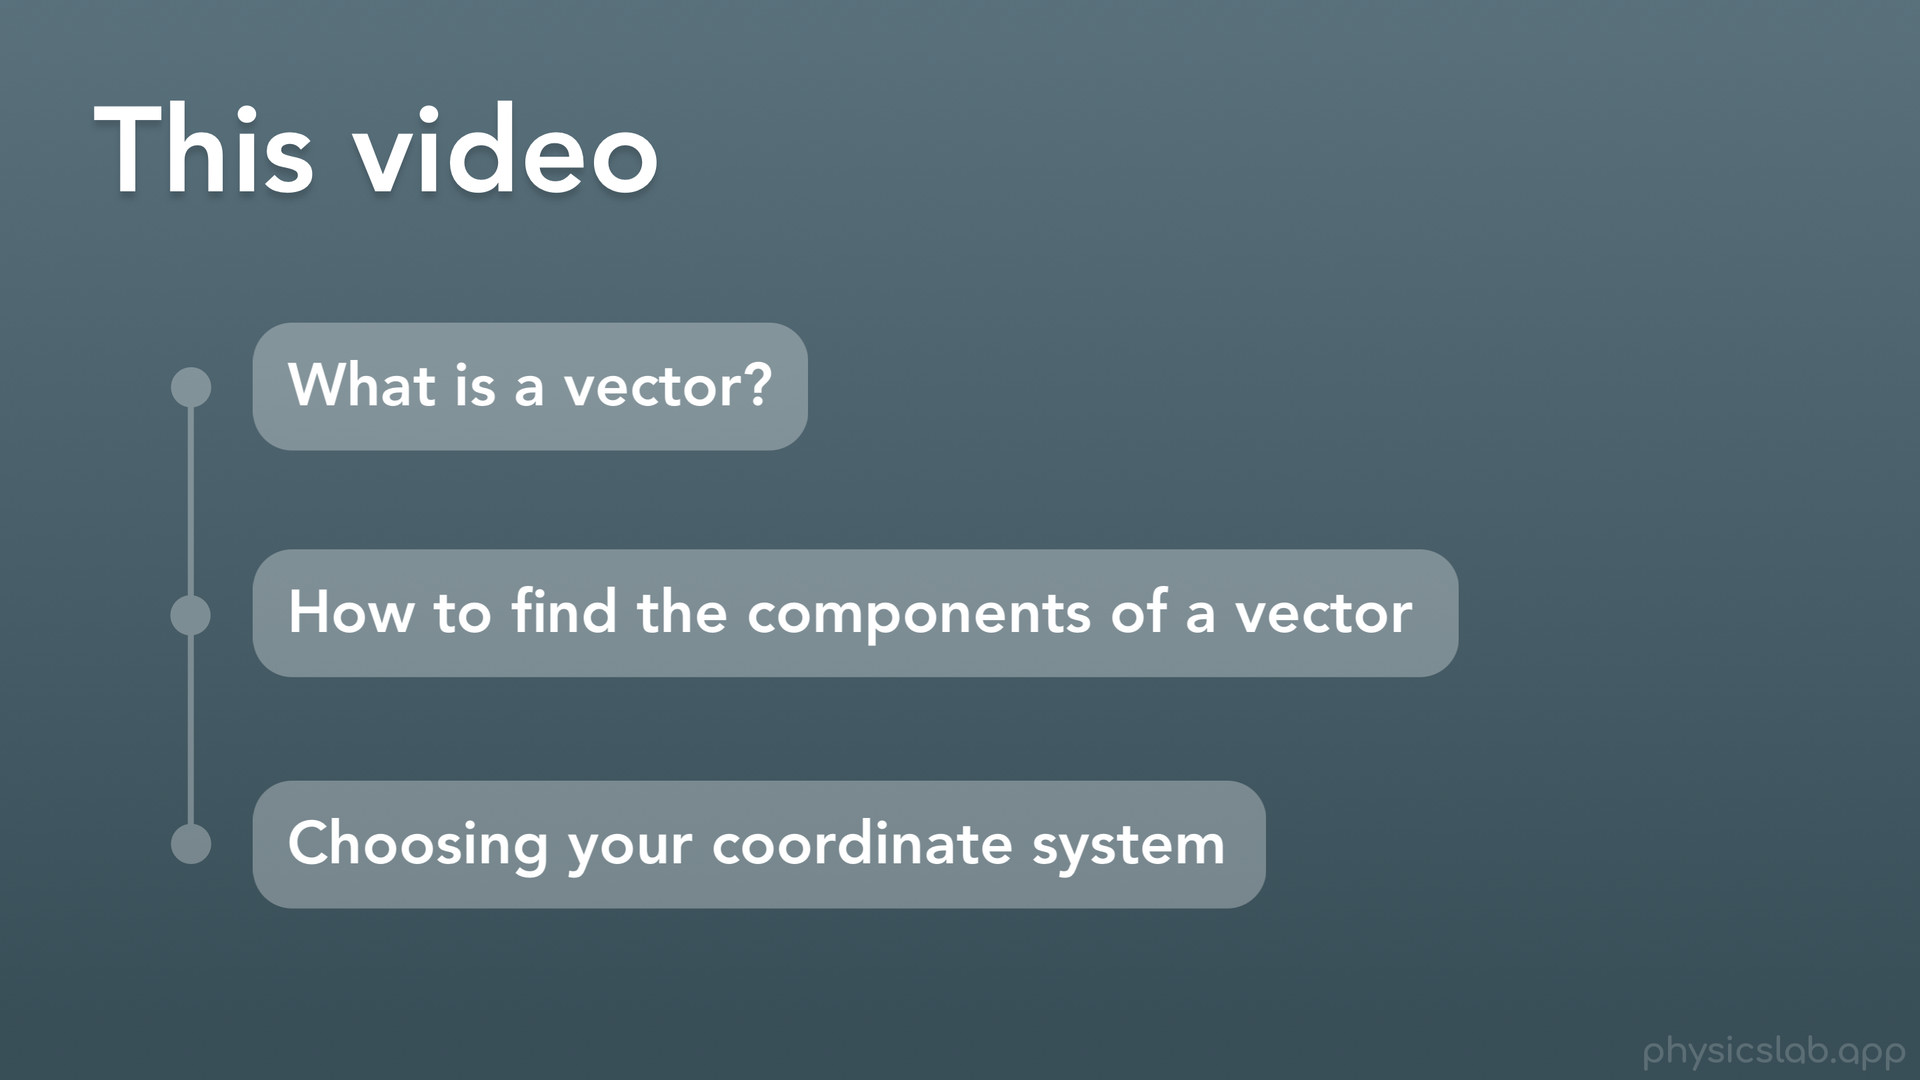 This video
What is a vector?
How to find the components of a vector
Choosing your coordinate system
physicslab.app